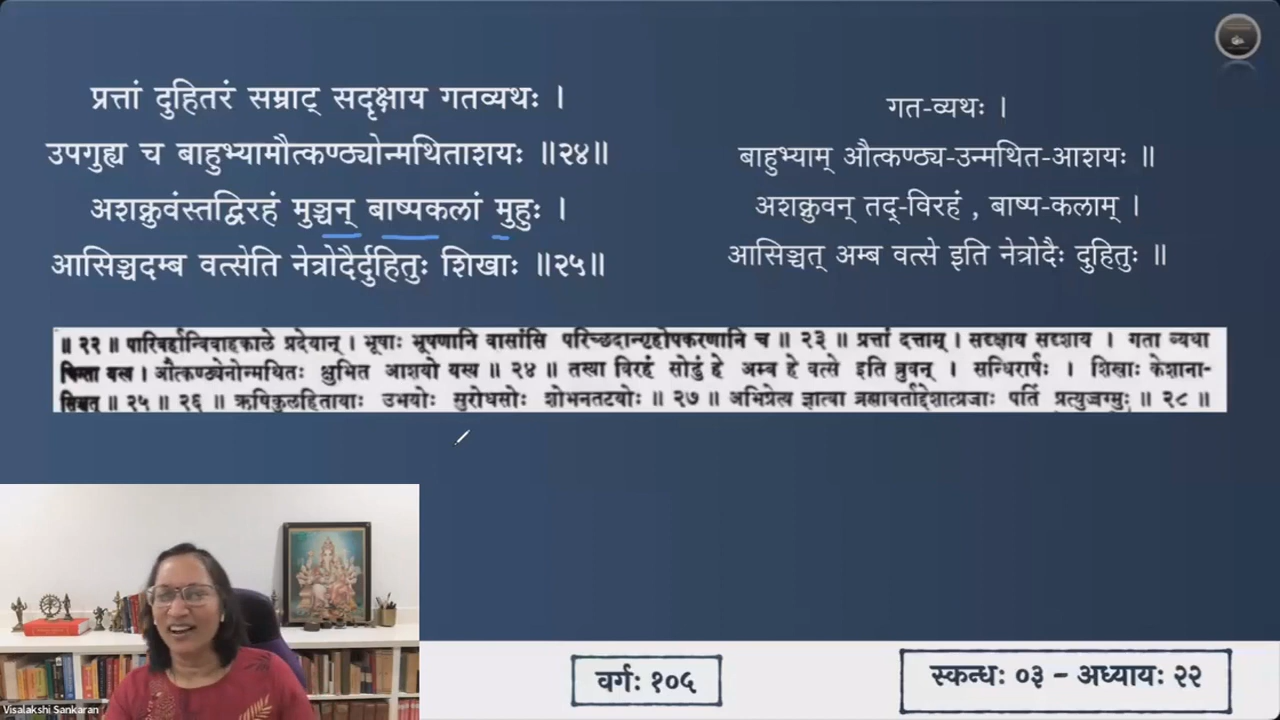 प्रत्तां दुहितरं सम्राट् सदृक्षाय गतव्यथः ।
उपगुह्य च बाहुभ्यामौत्कण्ठ्योन्मथिताशयः ॥२४॥
अशक्नुवंस्तद्विरहं मुञ्चन् बाष्पकलां मुहुः ।
आसिञ्चदम्ब वत्सेति नेत्रोदैर्दुहितुः शिखाः ॥२५॥
गत-व्यथः ।
बाहुभ्याम् औत्कण्ठ्य-उन्मथित-आशयः ॥
अशक्नुवन् तद्-विरहं , बाष्प-कलाम् ।
आसिञ्चत् अम्ब वत्से इति नेत्रोदैः दुहितुः ॥
॥ २२ ॥ पारिबर्हान्विवाहकाले प्रदेयान् । भूषाः भूषणानि वासांसि परिच्छदान्गृहोपकरणानि च ॥ २३ ॥ प्रत्तां दत्ताम् । सदृक्षाय सदृशाय । गता व्यथा
चिन्ता यस्य । औत्कण्ठ्येनोन्मथितः क्षुभित आशयो यस्य ॥ २४ ॥ तस्या विरहं सोढुं हे अम्ब हे वत्से इति ब्रुवन् । सन्धिरार्षः । शिखाः केशाना-
सिञ्चत् ॥ २५ ॥ २६ ॥ ऋषिकुलहितायाः उभयोः सुरोधसोः शोभनतटयोः ॥ २७ ॥ अभिप्रेत्य ज्ञात्वा ब्रह्मावर्ताद्देशात्प्रजाः पतिं प्रत्युज्जग्मुः ॥ २८ ॥
वर्गः १०५
स्कन्धः ०३ - अध्यायः २२
Visalakshi Sankaran